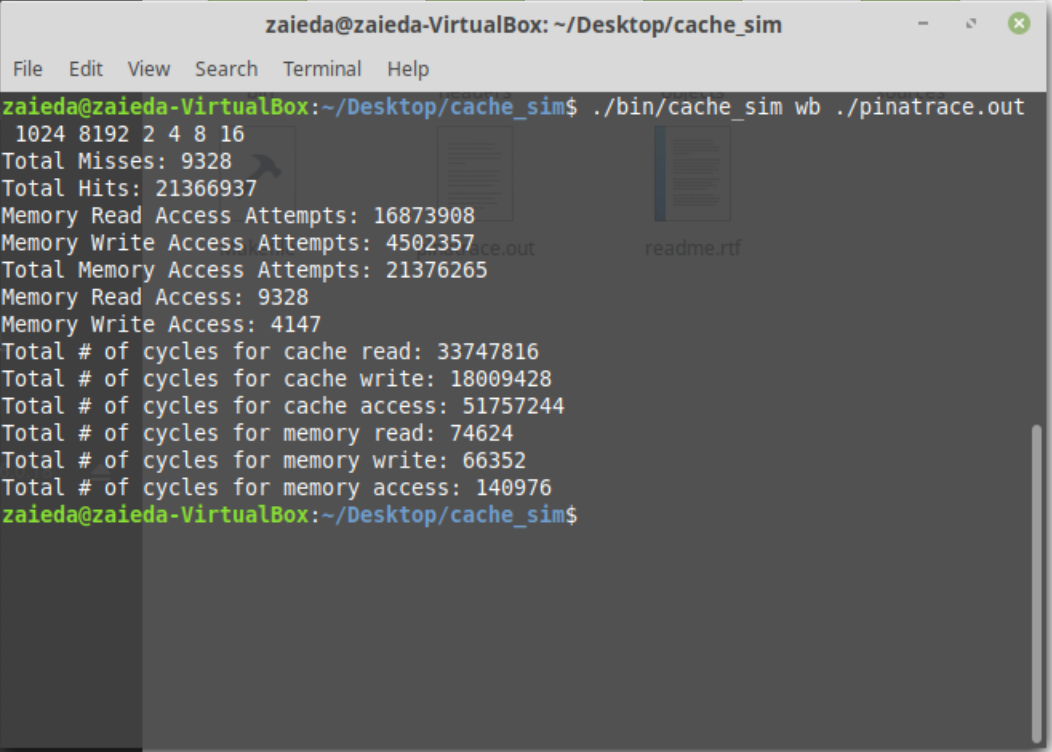 zaieda@zaieda-VirtualBox: ~/Desktop/cache_sim
File Edit View Search Terminal Help
zaieda@zaieda-VirtualBox:~/Desktop/cache_sim$ ./bin/cache_sim wb ./pinatrace.out
 1024 8192 2 4 8 16
Total Misses: 9328
Total Hits: 21366937
Memory Read Access Attempts: 16873908
Memory Write Access Attempts: 4502357
pinatrace.out
readme.rtf
Total Memory Access Attempts: 21376265
Memory Read Access: 9328
Memory Write Access: 4147
Total # of cycles for cache read: 33747816
Total # of cycles for cache write: 18009428
Total # of cycles for cache access: 51757244
Total # of cycles for memory read: 74624
Total # of cycles for memory write: 66352
Total # of cycles for memory access: 140976
zaieda@zaieda-VirtualBox:~/Desktop/cache_sim$